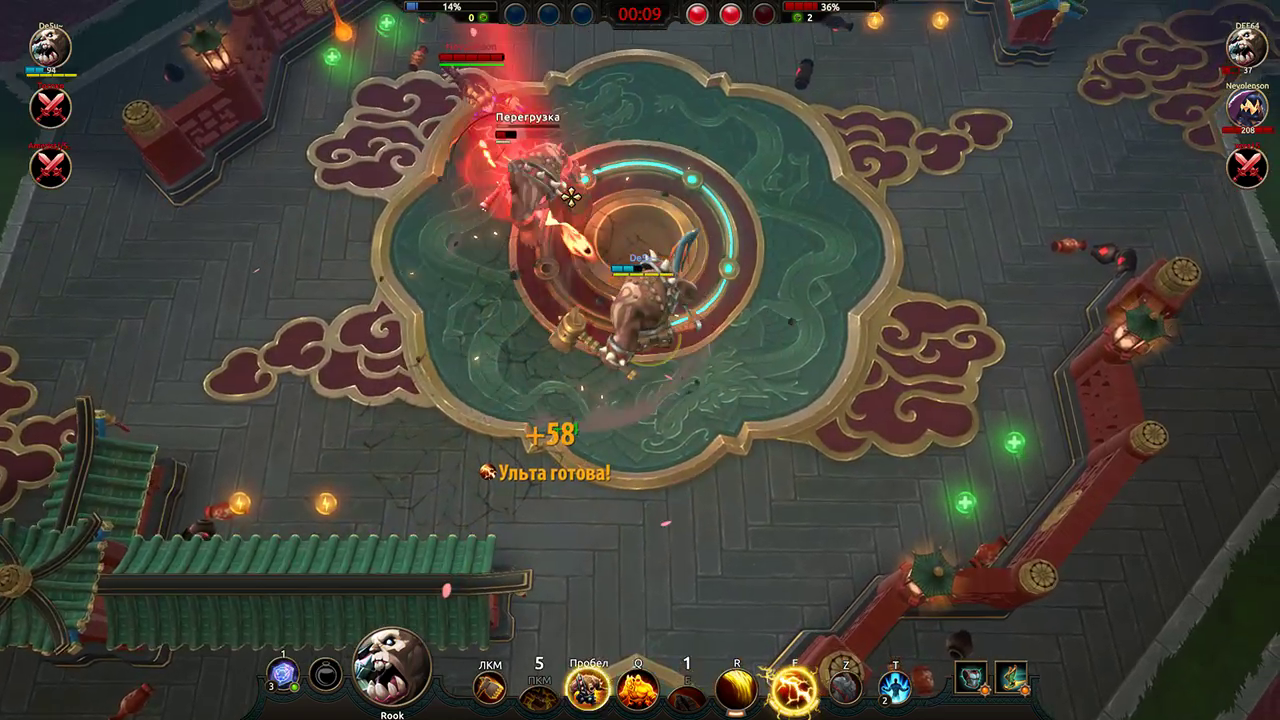 De5u~
94
14%
0
00:09
36%
2
DEE64
37
Nevolenson
208
Перегрузка
+58
Ульта готова!
1
3
Rook
ЛКМ
5
ПКМ
Пробел
Q
1
E
R
F
Z
T
2